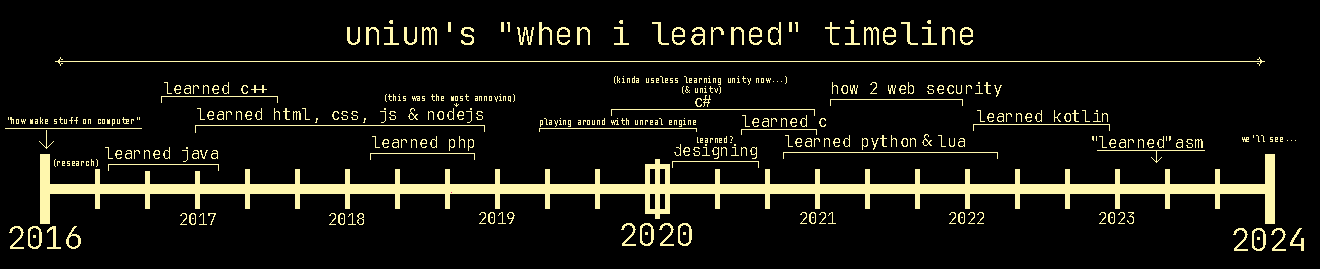 unium's "when i learned" timeline
(kinda useless learning unity now...)
(& unity)
c#
how 2 web security
learned c++
(this was the most annoying)
learned html, css, js & nodejs
"how make stuff on computer"
playing around with unreal engine
learned c
learned kotlin
learned php
learned?
designing
learned python & lua
"learned" asm
we'll see...
(research)
learned java
2016
2017
2018
2019
2020
2021
2022
2023
2024